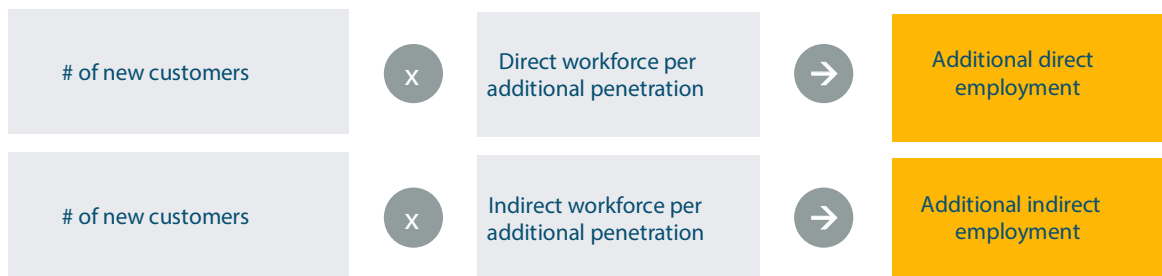 # of new customers
x
Direct workforce per
additional penetration
→
Additional direct
employment
# of new customers
x
Indirect workforce per
additional penetration
→
Additional indirect
employment